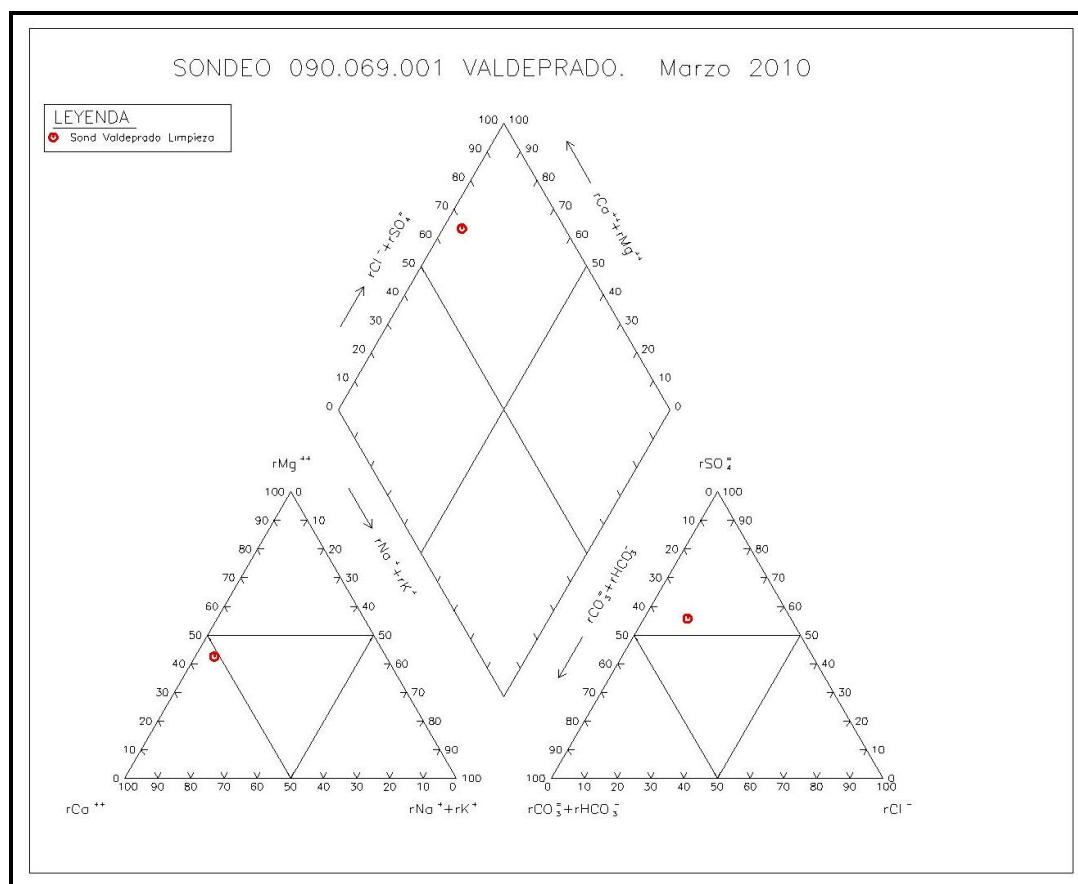 SONDEO 090.069.001 VALDEPRADO. Marzo 2010
LEYENDA
Sond Valdeprado Limpieza
100 100
90 90
80 80
70 70
60 60
50 50
40 40
30 30
20 20
10 10
0 0
rCl⁻+rSO₄⁼
rCa⁺⁺+rMg⁺⁺
rNa⁺+rK⁺
rCO₃⁼+rHCO₃⁻
rMg⁺⁺
100 0
90 10
80 20
70 30
60 40
50 50
40 60
30 70
20 80
10 90
0 100
100 90 80 70 60 50 40 30 20 10 0
rCa⁺⁺ rNa⁺+rK⁺
rSO₄⁼
0 100
10 90
20 80
30 70
40 60
50 50
60 40
70 30
80 20
90 10
100 0
0 10 20 30 40 50 60 70 80 90 100
rCO₃⁼+rHCO₃⁻ rCl⁻